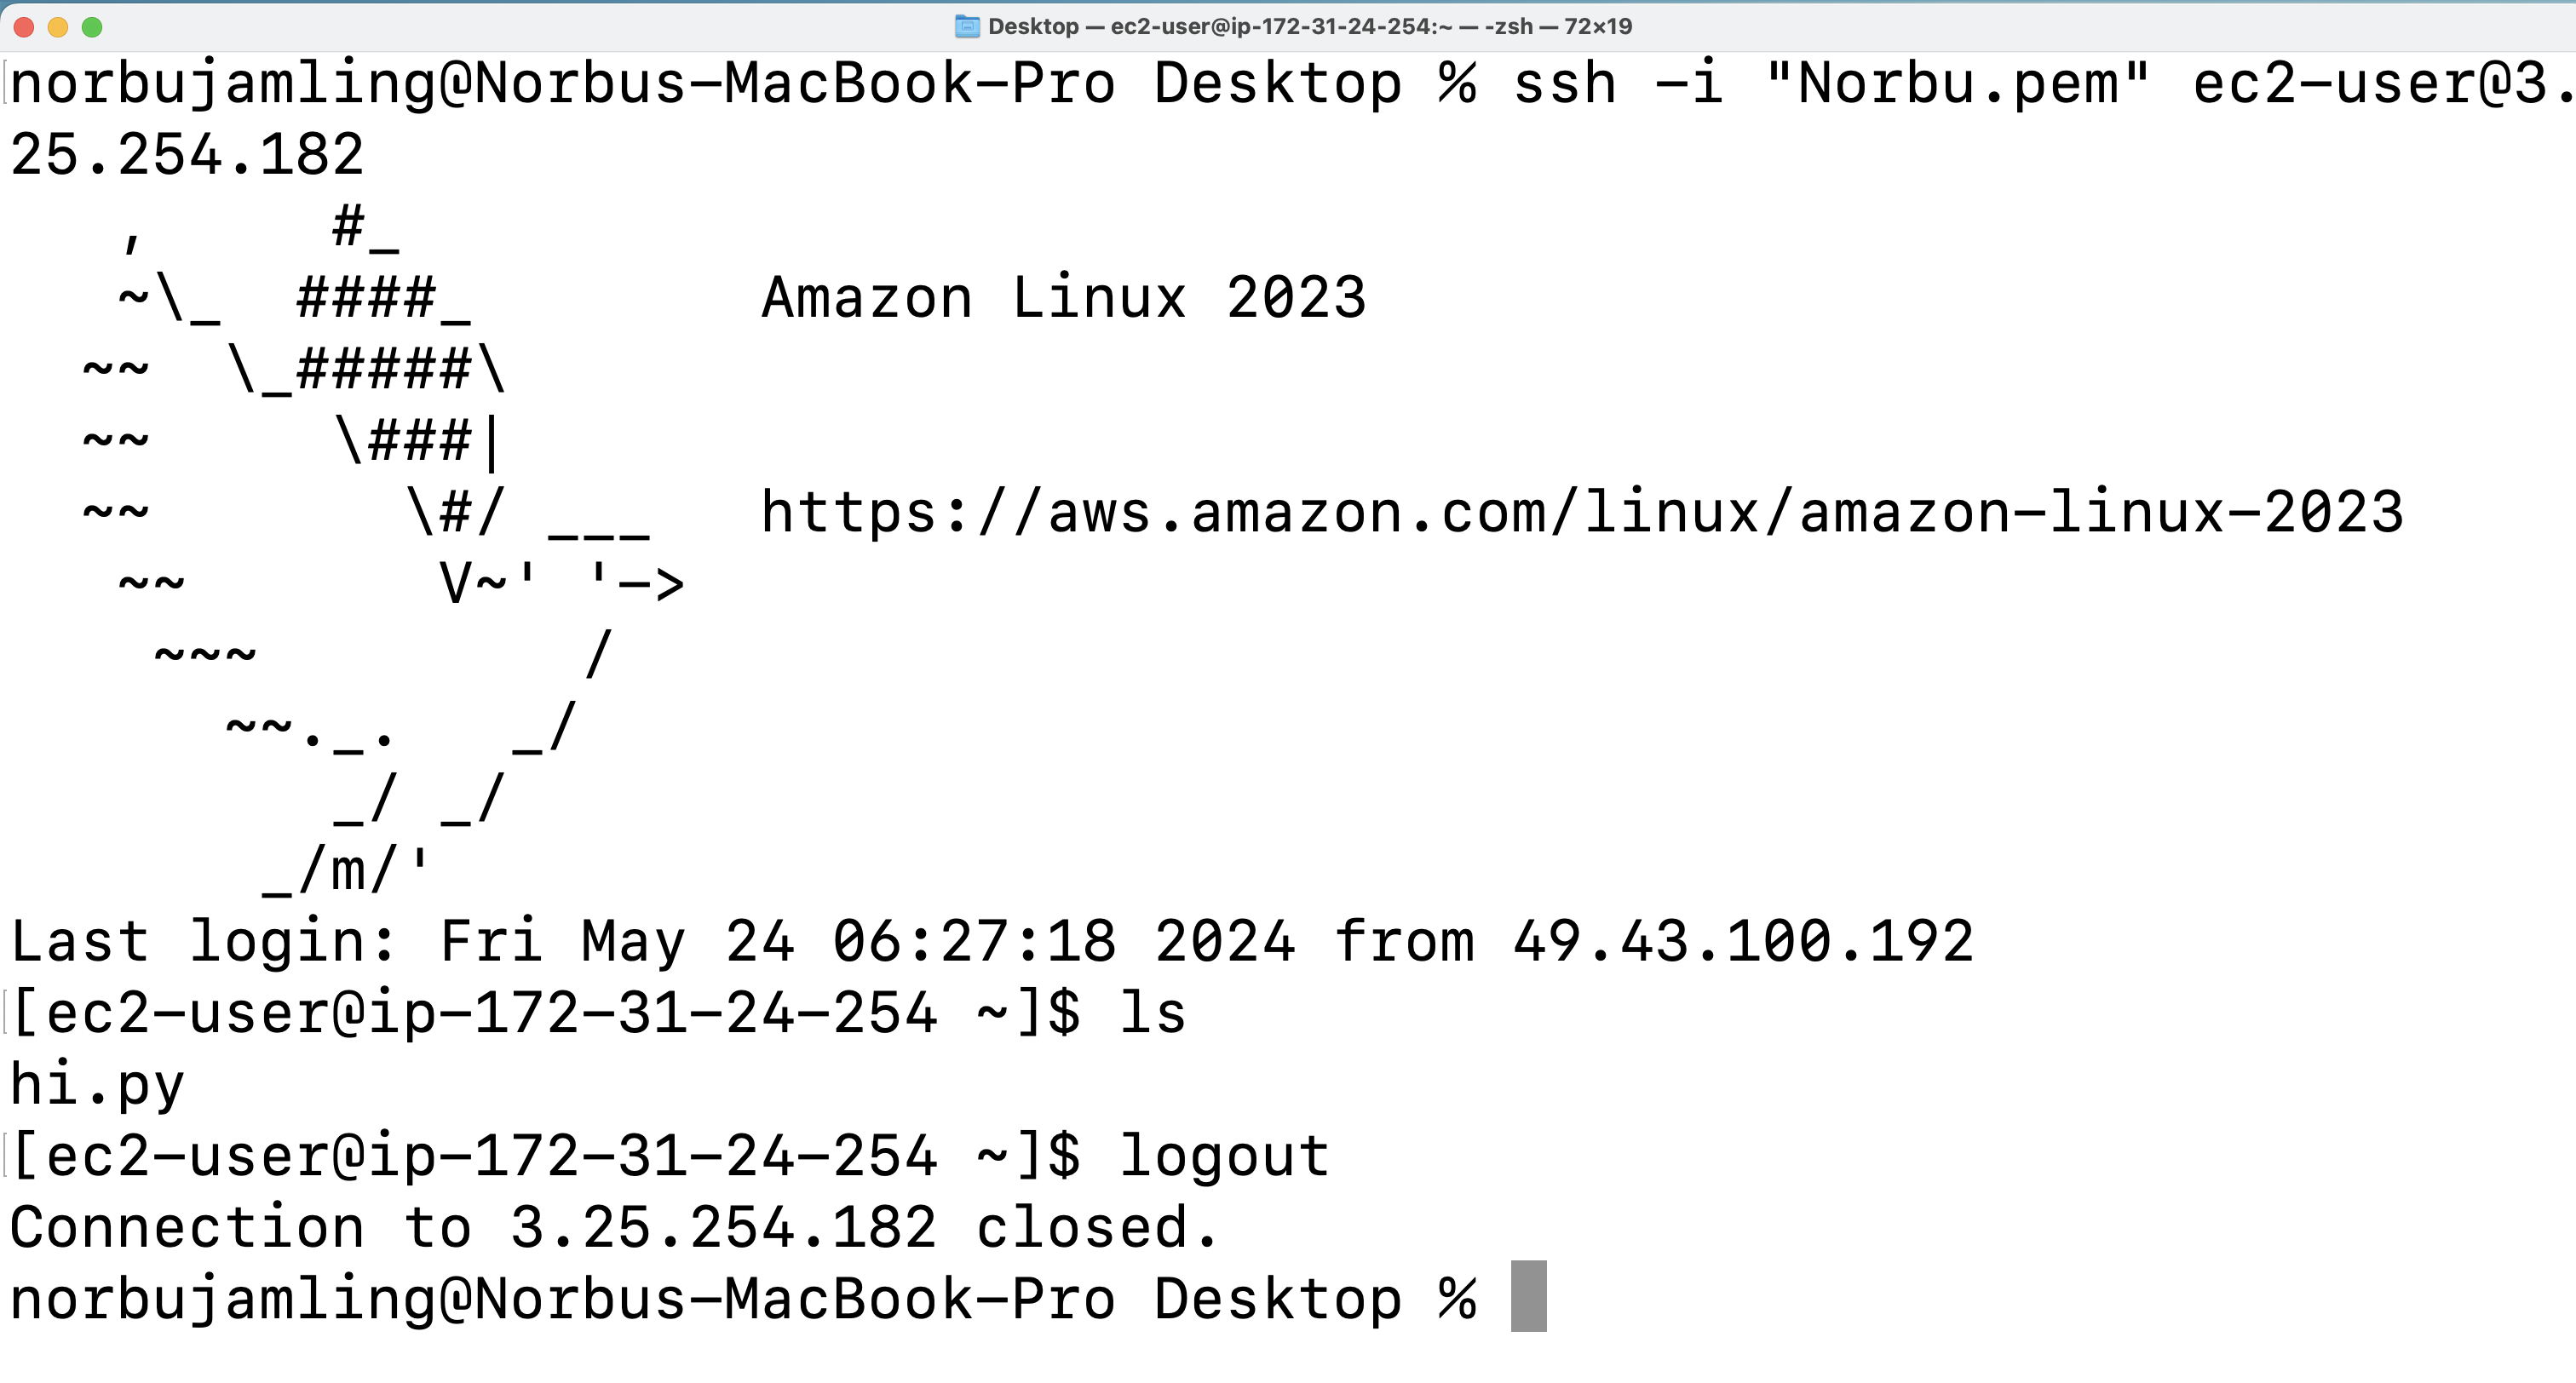 Desktop — ec2-user@ip-172-31-24-254:~ — -zsh — 72×19
norbujamling@Norbus-MacBook-Pro Desktop % ssh -i "Norbu.pem" ec2-user@3.
25.254.182
   ,     #_
   ~\_  ####_        Amazon Linux 2023
  ~~  \_#####\
  ~~     \###|
  ~~       \#/ ___   https://aws.amazon.com/linux/amazon-linux-2023
   ~~       V~' '->
    ~~~         /
      ~~._.   _/
         _/ _/
       _/m/'
Last login: Fri May 24 06:27:18 2024 from 49.43.100.192
[ec2-user@ip-172-31-24-254 ~]$ ls
hi.py
[ec2-user@ip-172-31-24-254 ~]$ logout
Connection to 3.25.254.182 closed.
norbujamling@Norbus-MacBook-Pro Desktop %